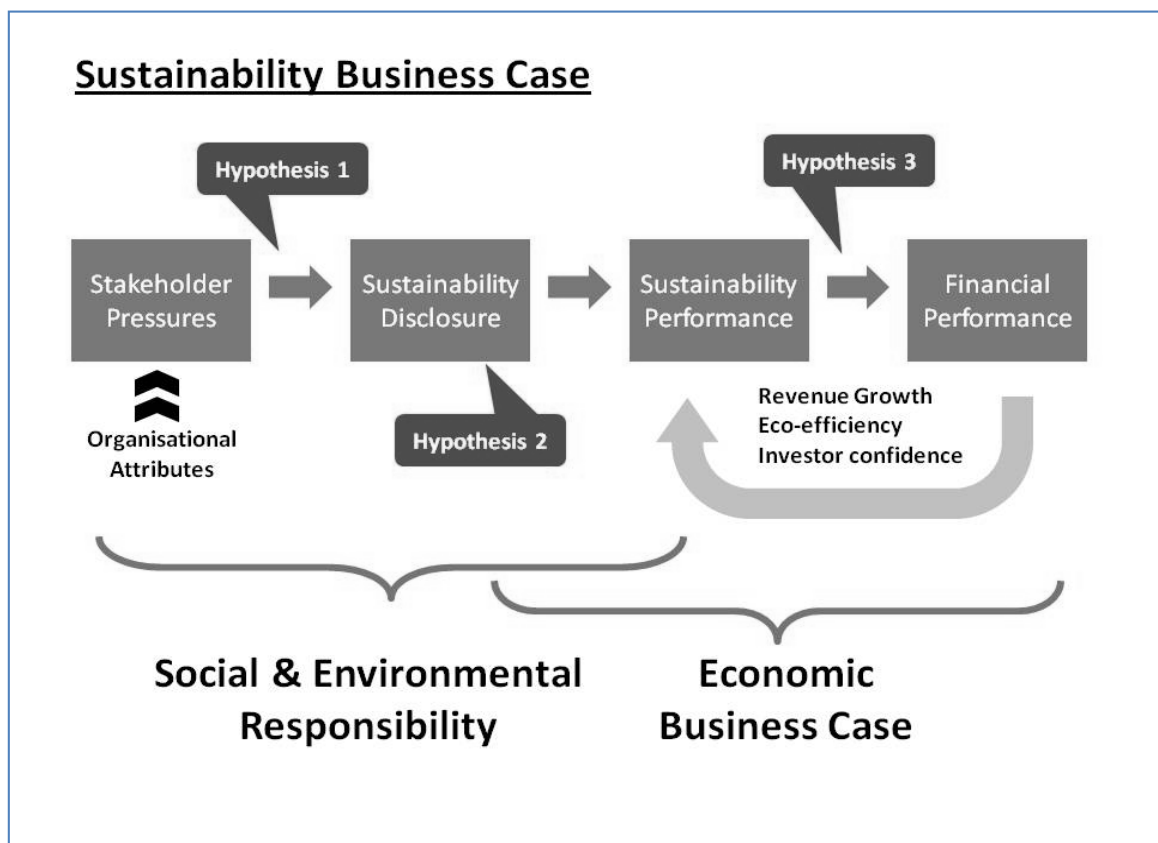 Sustainability Business Case
Hypothesis 1
Hypothesis 3
Stakeholder
Pressures
Sustainability
Disclosure
Sustainability
Performance
Financial
Performance
Organisational
Attributes
Hypothesis 2
Revenue Growth
Eco-efficiency
Investor confidence
Social & Environmental
Responsibility
Economic
Business Case